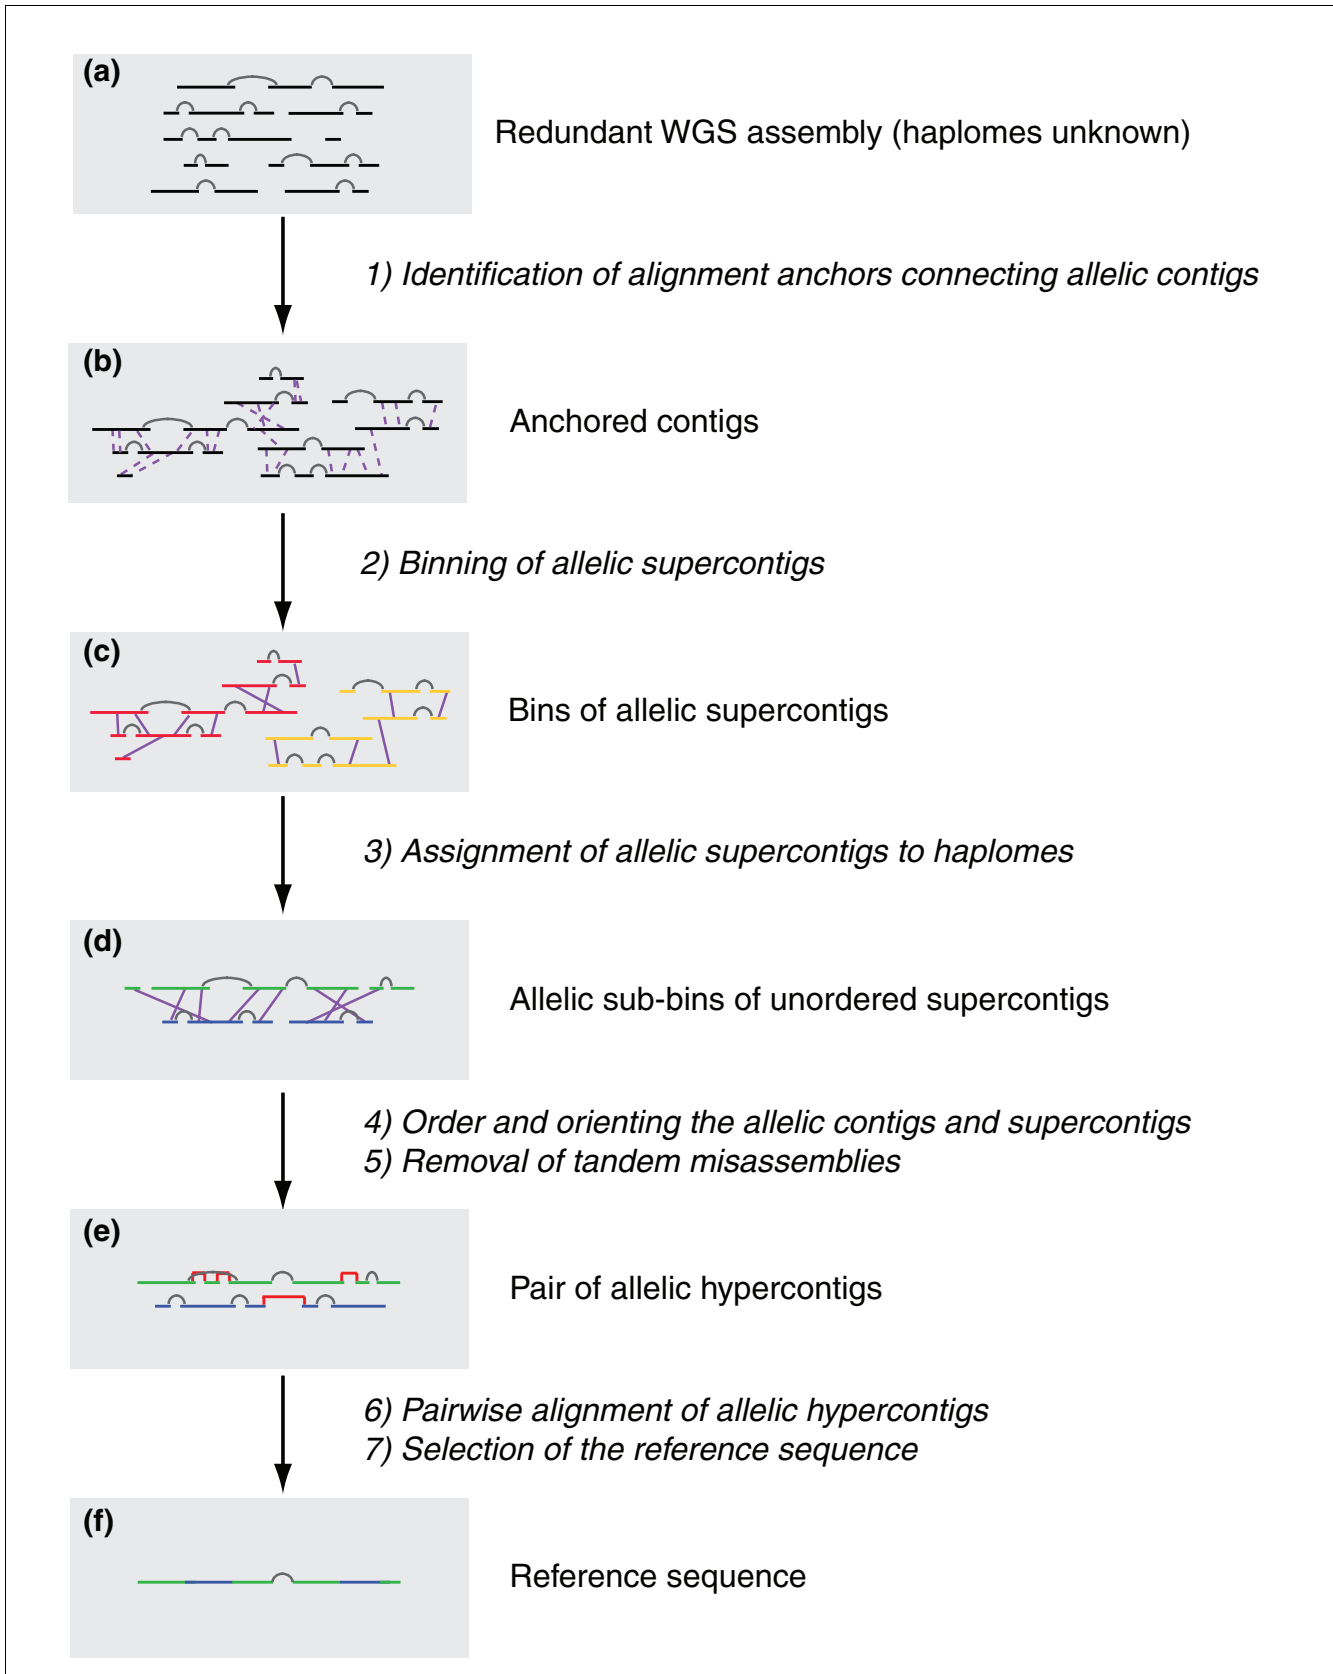 (a)
Redundant WGS assembly (haplomes unknown)
1) Identification of alignment anchors connecting allelic contigs
(b)
Anchored contigs
2) Binning of allelic supercontigs
(c)
Bins of allelic supercontigs
3) Assignment of allelic supercontigs to haplomes
(d)
Allelic sub-bins of unordered supercontigs
4) Order and orienting the allelic contigs and supercontigs
5) Removal of tandem misassemblies
(e)
Pair of allelic hypercontigs
6) Pairwise alignment of allelic hypercontigs
7) Selection of the reference sequence
(f)
Reference sequence